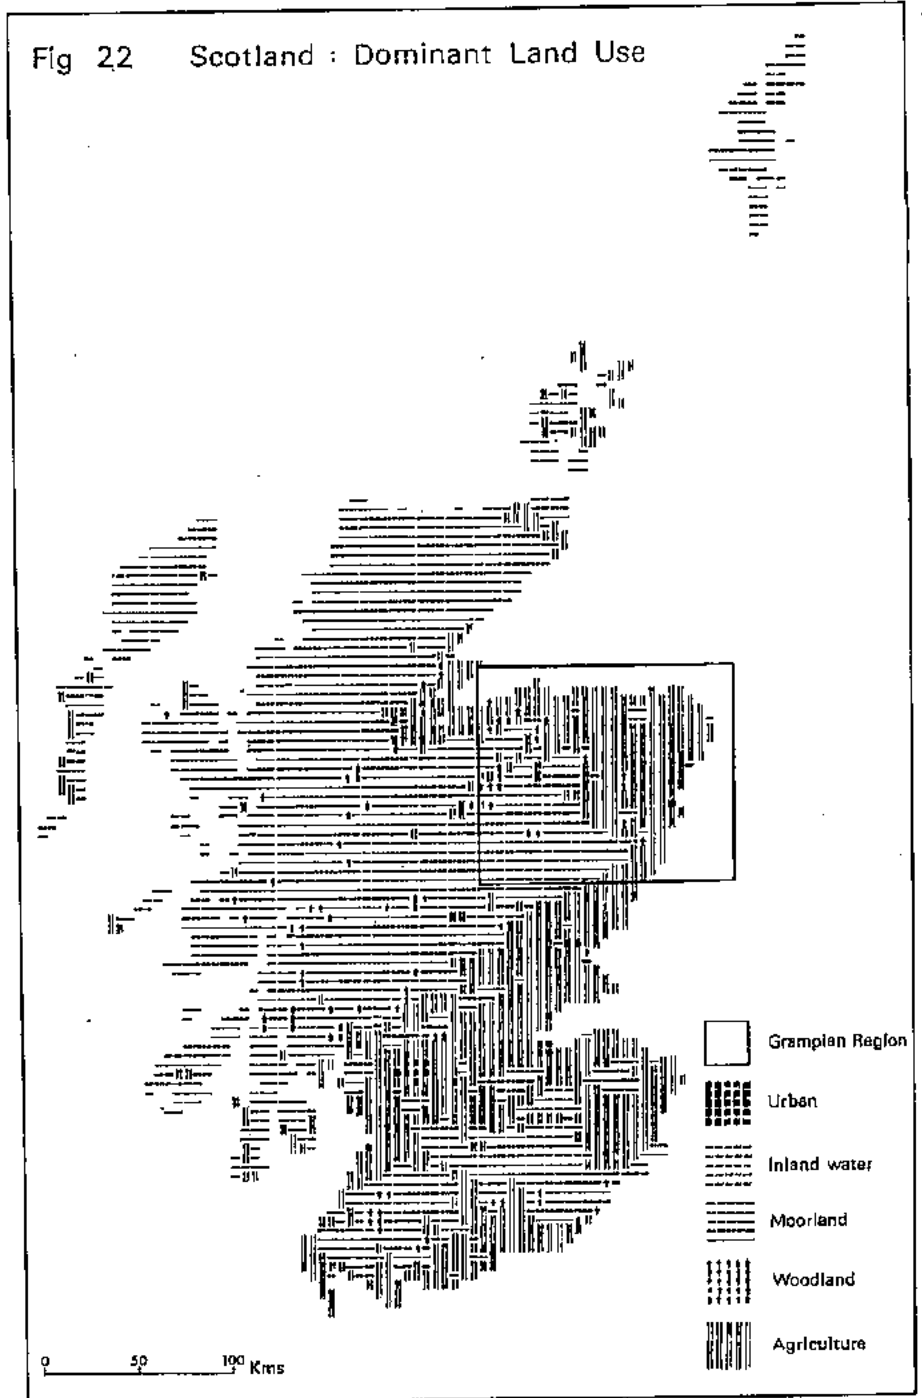 Fig 22 Scotland : Dominant Land Use
Grampian Region
Urban
Inland water
Moorland
Woodland
Agriculture
0 50 100 Kms